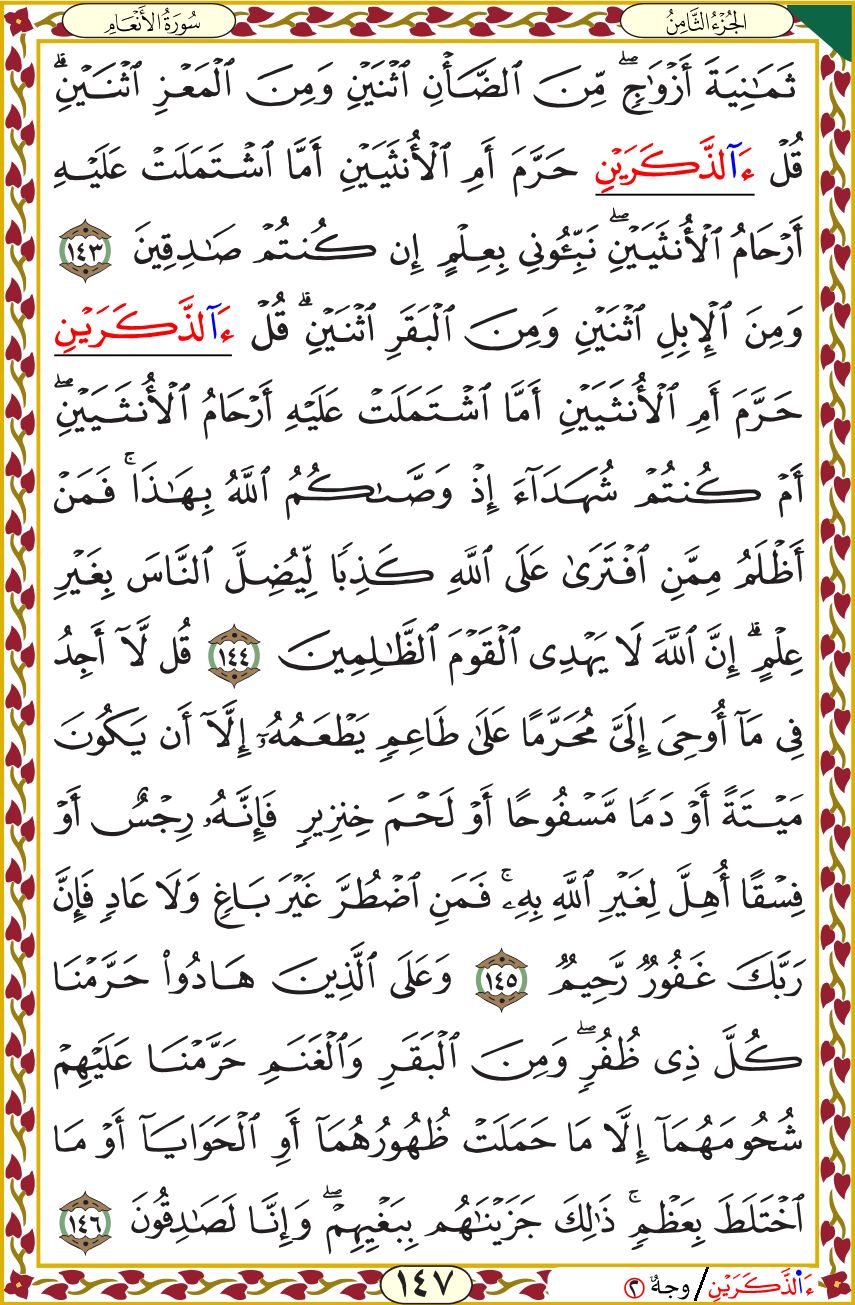 الجُزْءُ الثَّامِنُ
سُورَةُ الأَنْعَامِ
ثَمَٰنِيَةَ أَزْوَٰجٖۖ مِّنَ ٱلضَّأۡنِ ٱثۡنَيۡنِ وَمِنَ ٱلۡمَعۡزِ ٱثۡنَيۡنِۗ
قُلۡ ءَآلذَّكَرَيۡنِ حَرَّمَ أَمِ ٱلۡأُنثَيَيۡنِ أَمَّا ٱشۡتَمَلَتۡ عَلَيۡهِ
أَرۡحَامُ ٱلۡأُنثَيَيۡنِۖ نَبِّـُٔونِي بِعِلۡمٍ إِن كُنتُمۡ صَٰدِقِينَ ١٤٣
وَمِنَ ٱلۡإِبِلِ ٱثۡنَيۡنِ وَمِنَ ٱلۡبَقَرِ ٱثۡنَيۡنِۗ قُلۡ ءَآلذَّكَرَيۡنِ
حَرَّمَ أَمِ ٱلۡأُنثَيَيۡنِ أَمَّا ٱشۡتَمَلَتۡ عَلَيۡهِ أَرۡحَامُ ٱلۡأُنثَيَيۡنِۖ
أَمۡ كُنتُمۡ شُهَدَآءَ إِذۡ وَصَّىٰكُمُ ٱللَّهُ بِهَٰذَاۚ فَمَنۡ
أَظۡلَمُ مِمَّنِ ٱفۡتَرَىٰ عَلَى ٱللَّهِ كَذِبٗا لِّيُضِلَّ ٱلنَّاسَ بِغَيۡرِ
عِلۡمٍۗ إِنَّ ٱللَّهَ لَا يَهۡدِي ٱلۡقَوۡمَ ٱلظَّٰلِمِينَ ١٤٤ قُل لَّآ أَجِدُ
فِي مَآ أُوحِيَ إِلَيَّ مُحَرَّمًا عَلَىٰ طَاعِمٖ يَطۡعَمُهُۥٓ إِلَّآ أَن يَكُونَ
مَيۡتَةً أَوۡ دَمٗا مَّسۡفُوحًا أَوۡ لَحۡمَ خِنزِيرٖ فَإِنَّهُۥ رِجۡسٌ أَوۡ
فِسۡقًا أُهِلَّ لِغَيۡرِ ٱللَّهِ بِهِۦۚ فَمَنِ ٱضۡطُرَّ غَيۡرَ بَاغٖ وَلَا عَادٖ فَإِنَّ
رَبَّكَ غَفُورٞ رَّحِيمٞ ١٤٥ وَعَلَى ٱلَّذِينَ هَادُواْ حَرَّمۡنَا
كُلَّ ذِي ظُفُرٖۖ وَمِنَ ٱلۡبَقَرِ وَٱلۡغَنَمِ حَرَّمۡنَا عَلَيۡهِمۡ
شُحُومَهُمَآ إِلَّا مَا حَمَلَتۡ ظُهُورُهُمَآ أَوِ ٱلۡحَوَايَآ أَوۡ مَا
ٱخۡتَلَطَ بِعَظۡمٖۚ ذَٰلِكَ جَزَيۡنَٰهُم بِبَغۡيِهِمۡۖ وَإِنَّا لَصَٰدِقُونَ ١٤٦
١٤٧
ءَاْلذَّكَرَيْنِ / وجهٌ ٢